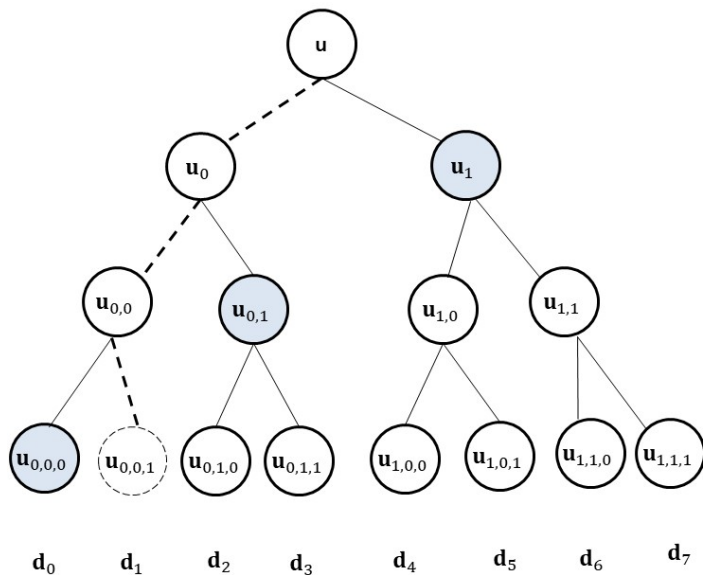 u
u₀ u₁
u₀,₀ u₀,₁ u₁,₀ u₁,₁
u₀,₀,₀ u₀,₀,₁ u₀,₁,₀ u₀,₁,₁ u₁,₀,₀ u₁,₀,₁ u₁,₁,₀ u₁,₁,₁
d₀ d₁ d₂ d₃ d₄ d₅ d₆ d₇